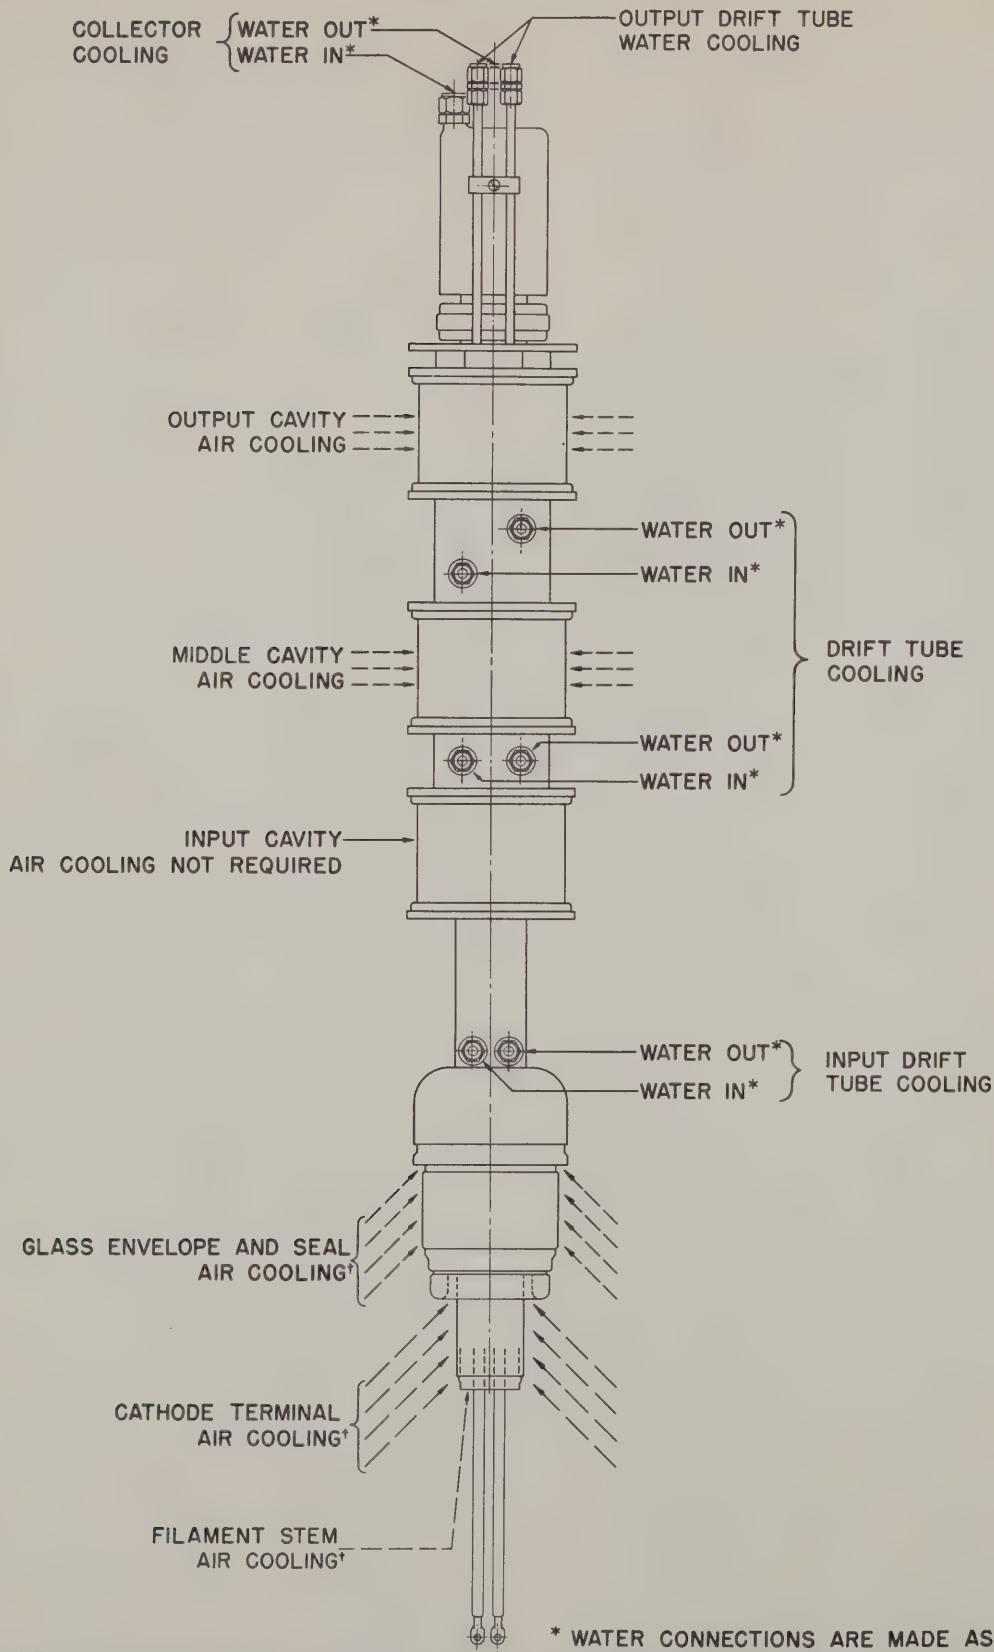 COLLECTOR COOLING
WATER OUT*
WATER IN*
OUTPUT DRIFT TUBE
WATER COOLING
OUTPUT CAVITY
AIR COOLING
WATER OUT*
WATER IN*
MIDDLE CAVITY
AIR COOLING
DRIFT TUBE
COOLING
WATER OUT*
WATER IN*
INPUT CAVITY
AIR COOLING NOT REQUIRED
WATER OUT*
WATER IN*
INPUT DRIFT
TUBE COOLING
GLASS ENVELOPE AND SEAL
AIR COOLING†
CATHODE TERMINAL
AIR COOLING†
FILAMENT STEM
AIR COOLING†
* WATER CONNECTIONS ARE MADE AS